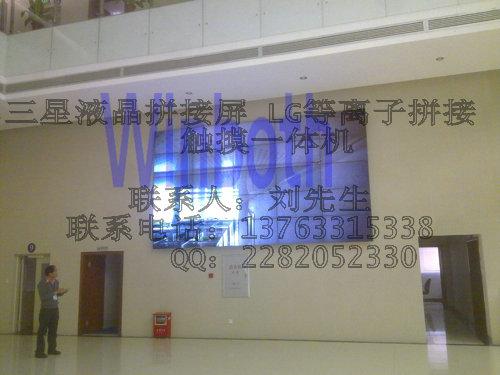 三星液晶拼接屏 LG等离子拼接
触摸一体机
Winboth
联系人：刘先生
联系电话：13763315338
QQ：2282052330